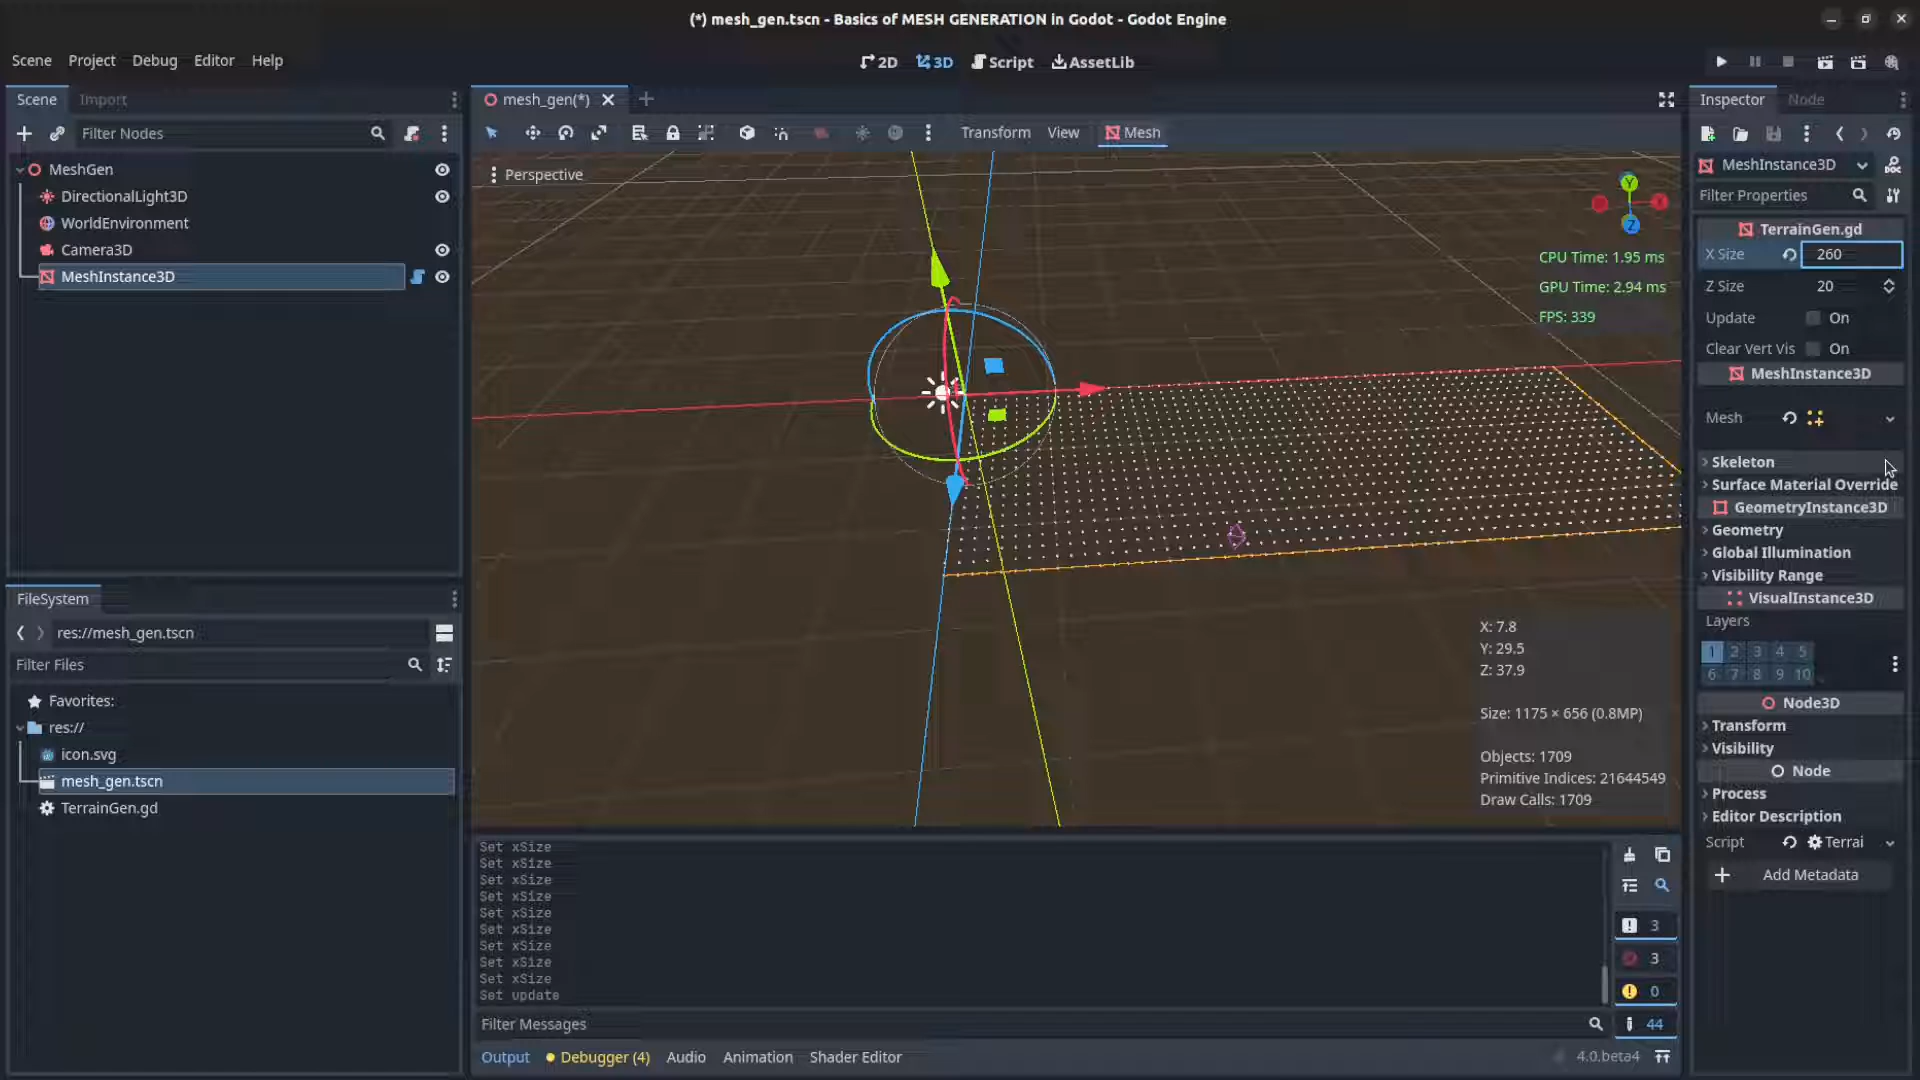 (*) mesh_gen.tscn - Basics of MESH GENERATION in Godot - Godot Engine
Scene Project Debug Editor Help
2D 3D Script AssetLib
Scene Import
Filter Nodes
MeshGen
DirectionalLight3D
WorldEnvironment
Camera3D
MeshInstance3D
FileSystem
res://mesh_gen.tscn
Filter Files
Favorites:
res://
icon.svg
mesh_gen.tscn
TerrainGen.gd
mesh_gen(*)
Transform View Mesh
Perspective
Y
X
Z
CPU Time: 1.95 ms
GPU Time: 2.94 ms
FPS: 339
X: 7.8
Y: 29.5
Z: 37.9
Size: 1175 × 656 (0.8MP)
Objects: 1709
Primitive Indices: 21644549
Draw Calls: 1709
Set xSize
Set xSize
Set xSize
Set xSize
Set xSize
Set xSize
Set xSize
Set xSize
Set xSize
Set update
3
3
0
44
Filter Messages
Output Debugger (4) Audio Animation Shader Editor
4.0.beta4
Inspector Node
MeshInstance3D
DOC
Filter Properties
TerrainGen.gd
X Size 260
Z Size 20
Update On
Clear Vert Vis On
MeshInstance3D
Mesh
Skeleton
Surface Material Override
GeometryInstance3D
Geometry
Global Illumination
Visibility Range
VisualInstance3D
Layers
1 2 3 4 5
6 7 8 9 10
Node3D
Transform
Visibility
Node
Process
Editor Description
Script Terrai
Add Metadata